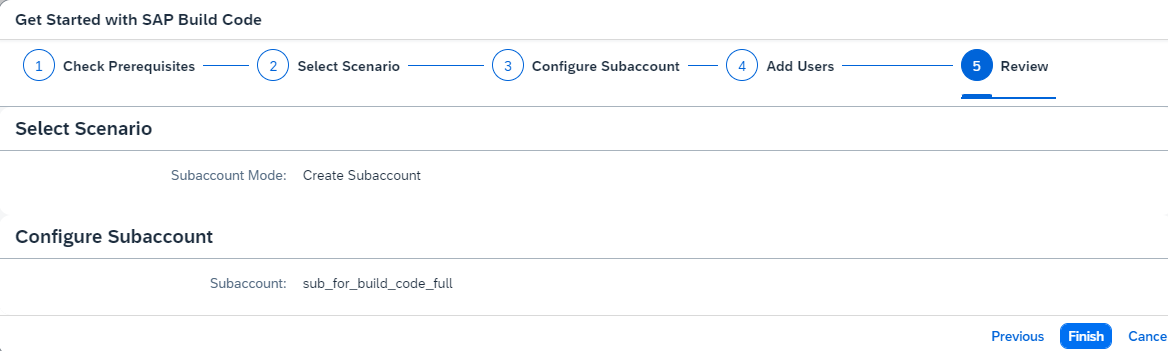 Get Started with SAP Build Code
1 Check Prerequisites 2 Select Scenario 3 Configure Subaccount 4 Add Users 5 Review
Select Scenario
Subaccount Mode: Create Subaccount
Configure Subaccount
Subaccount: sub_for_build_code_full
Previous Finish Cance